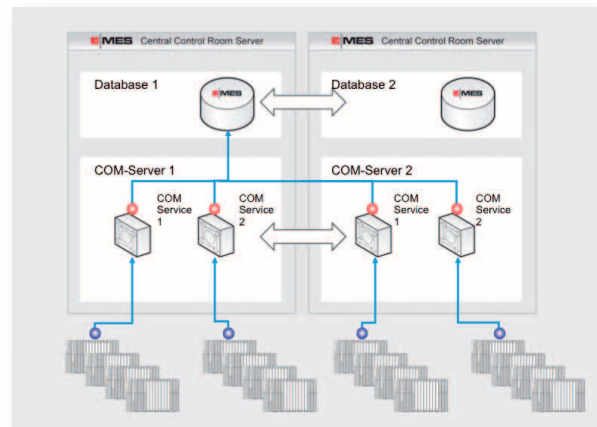 MES Central Control Room Server
MES Central Control Room Server
Database 1
Database 2
MES
MES
COM-Server 1
COM-Server 2
COM
Service
1
COM
Service
2
COM
Service
1
COM
Service
2